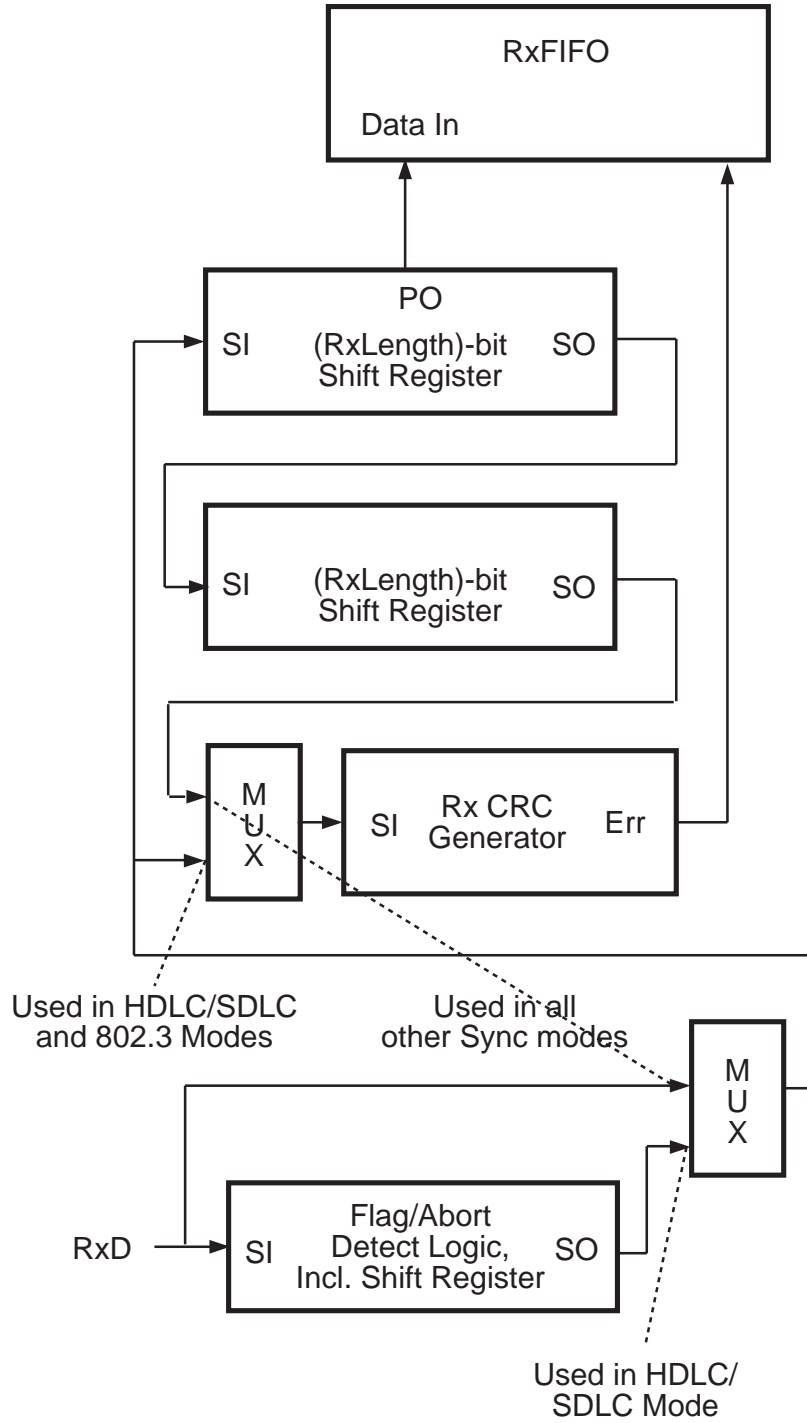 RxFIFO
Data In
PO
SI
(RxLength)-bit
Shift Register
SO
SI
(RxLength)-bit
Shift Register
SO
M
U
X
SI
Rx CRC
Generator
Err
Used in HDLC/SDLC
and 802.3 Modes
Used in all
other Sync modes
M
U
X
RxD
SI
Flag/Abort
Detect Logic,
Incl. Shift Register
SO
Used in HDLC/
SDLC Mode